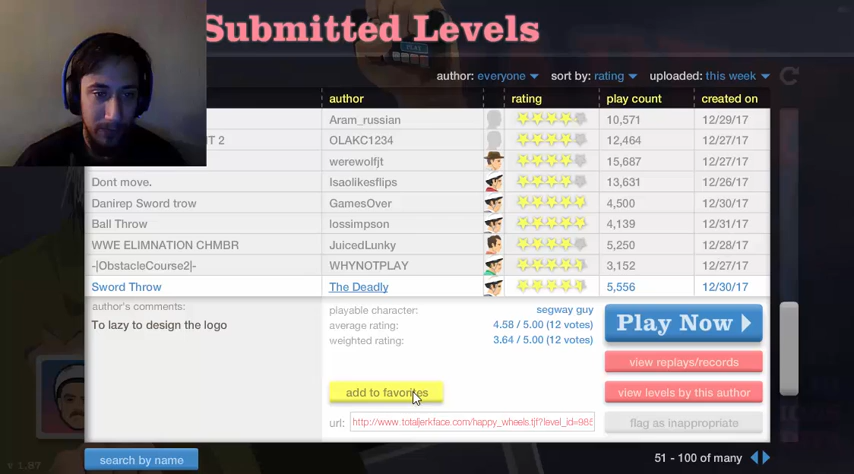 Submitted Levels
author: everyone sort by: rating uploaded: this week
author rating play count created on
Aram_russian 10,571 12/29/17
T 2 OLAKC1234 12,464 12/27/17
werewolfjt 15,687 12/27/17
Dont move. Isaolikesflips 13,631 12/26/17
Danirep Sword trow GamesOver 4,500 12/30/17
Ball Throw lossimpson 4,139 12/31/17
WWE ELIMNATION CHMBR JuicedLunky 5,250 12/28/17
-|ObstacleCourse2|- WHYNOTPLAY 3,152 12/27/17
Sword Throw The Deadly 5,556 12/30/17
author's comments:
To lazy to design the logo
playable character: segway guy
average rating: 4.58 / 5.00 (12 votes)
weighted rating: 3.64 / 5.00 (12 votes)
Play Now
view replays/records
add to favorites
view levels by this author
url: http://www.totaljerkface.com/happy_wheels.tjf?level_id=98
flag as inappropriate
search by name
51 - 100 of many
v 1.87